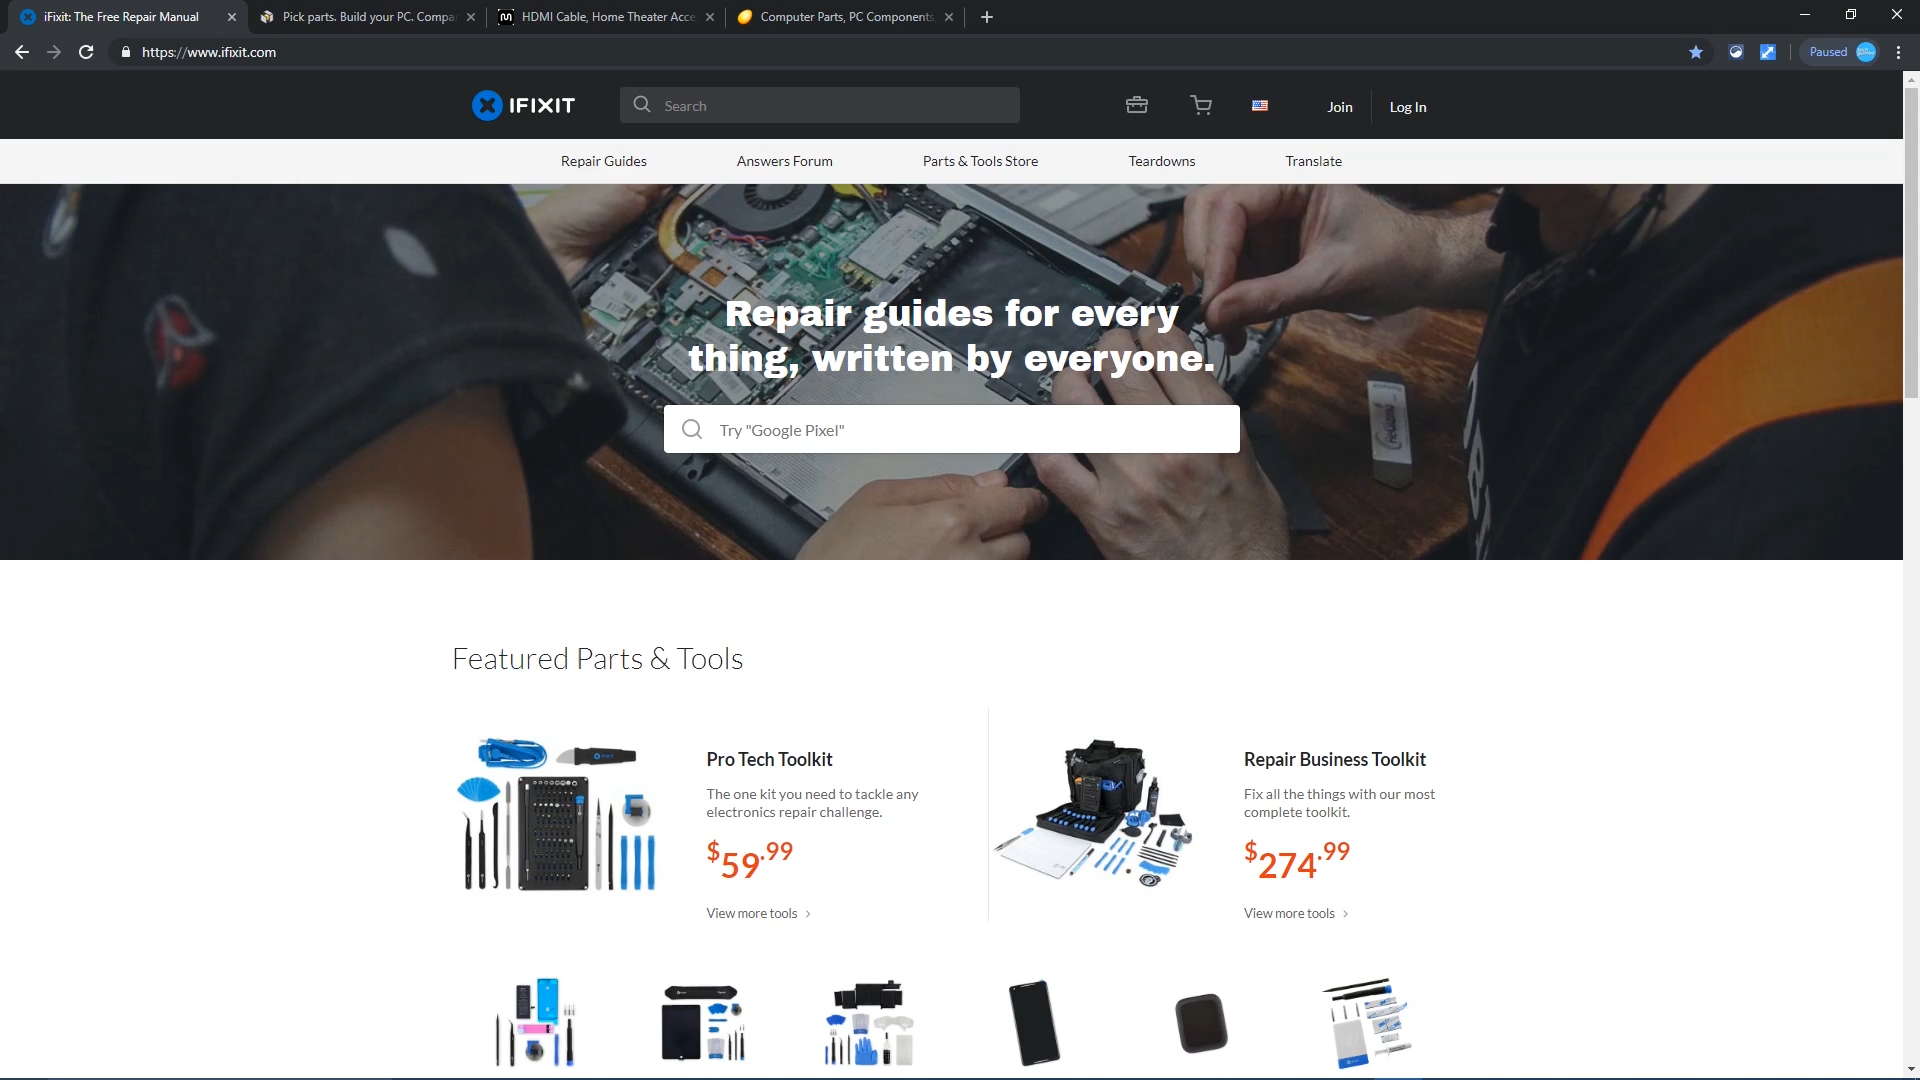 iFixit: The Free Repair Manual
Pick parts. Build your PC. Compa
HDMI Cable, Home Theater Acce
Computer Parts, PC Components
https://www.ifixit.com
Paused
IFIXIT
Search
Join
Log In
Repair Guides
Answers Forum
Parts & Tools Store
Teardowns
Translate
Repair guides for every
thing, written by everyone.
Try "Google Pixel"
Featured Parts & Tools
Pro Tech Toolkit
The one kit you need to tackle any
electronics repair challenge.
$59.99
View more tools
Repair Business Toolkit
Fix all the things with our most
complete toolkit.
$274.99
View more tools